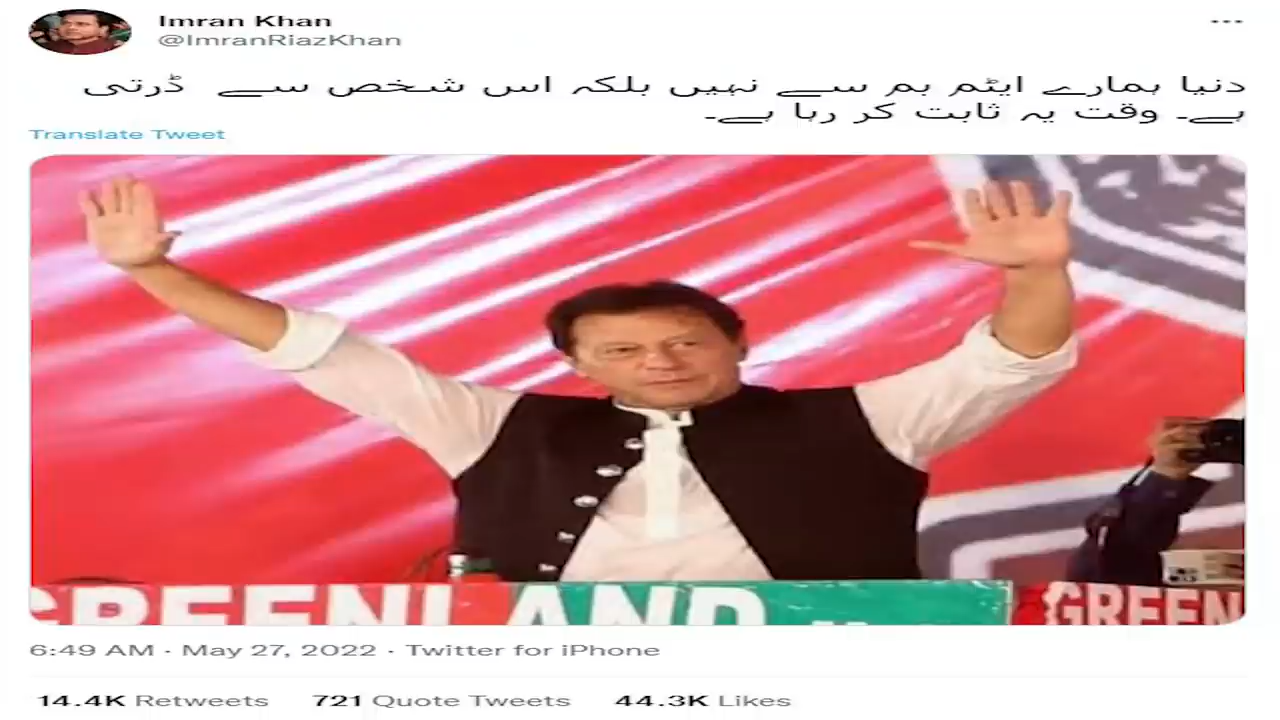 Imran Khan
@ImranRiazKhan
دنیا ہمارے ایٹم بم سے نہیں بلکہ اس شخص سے ڈرتی
ہے۔ وقت یہ ثابت کر رہا ہے۔
Translate Tweet
GREENLAND
GREEN
6:49 AM · May 27, 2022 · Twitter for iPhone
14.4K Retweets 721 Quote Tweets 44.3K Likes